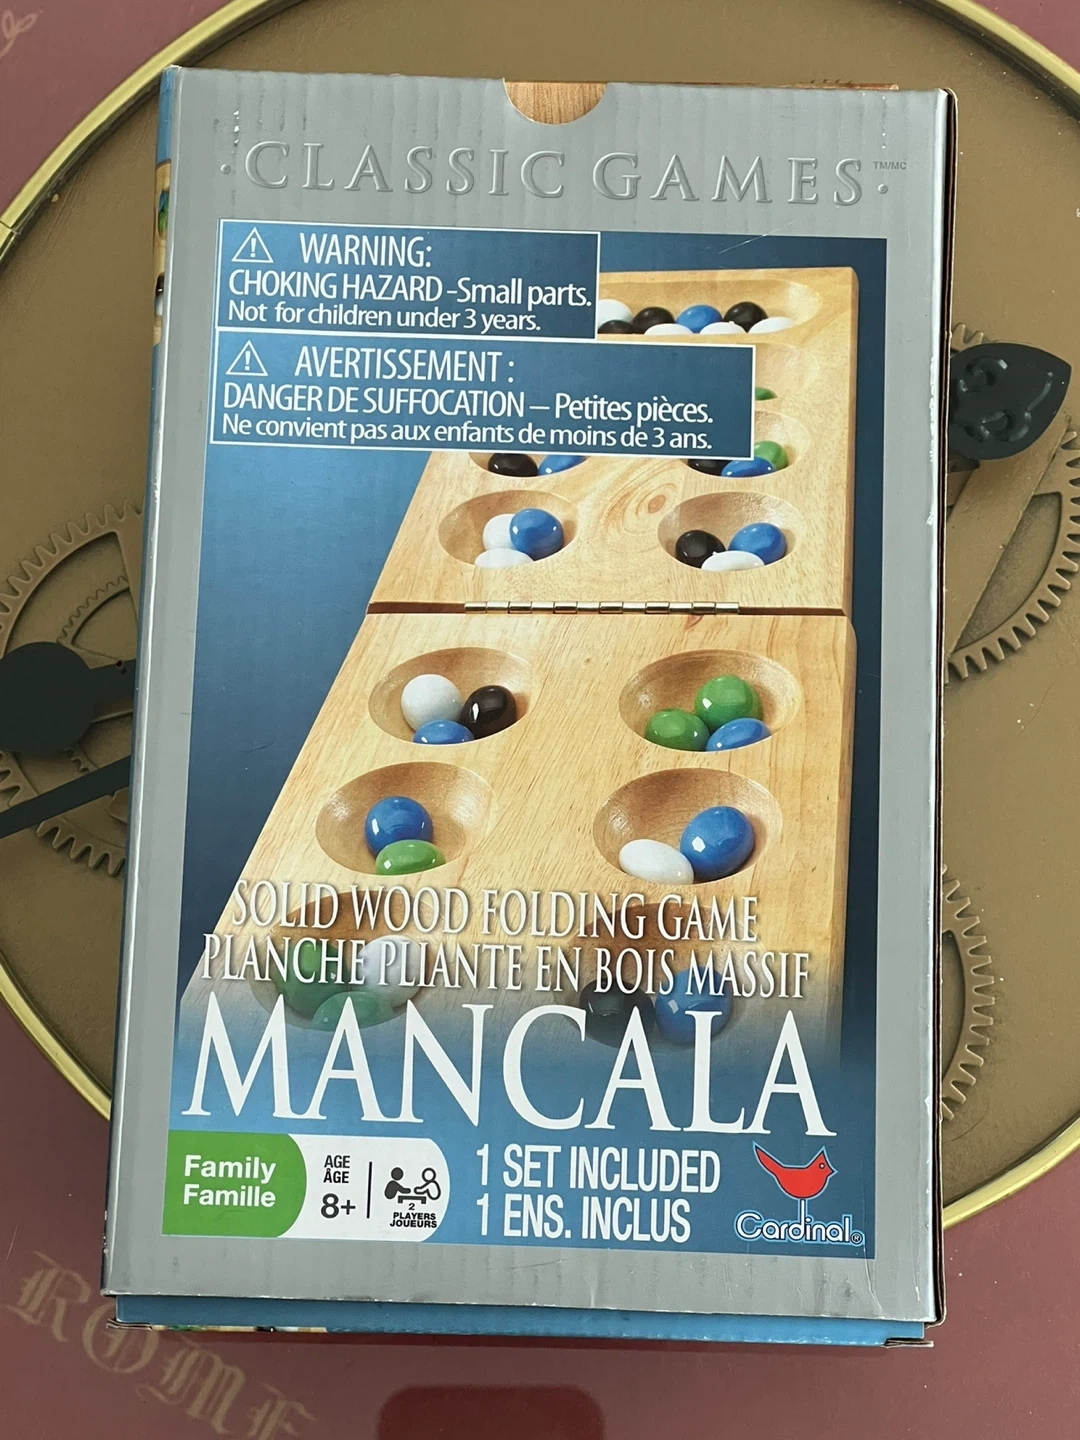 ·CLASSIC GAMES·™/MC
⚠ WARNING:
CHOKING HAZARD -Small parts.
Not for children under 3 years.
⚠ AVERTISSEMENT :
DANGER DE SUFFOCATION – Petites pièces.
Ne convient pas aux enfants de moins de 3 ans.
SOLID WOOD FOLDING GAME
PLANCHE PLIANTE EN BOIS MASSIF
MANCALA
Family
Famille
AGE
ÂGE
8+
2
PLAYERS
JOUEURS
1 SET INCLUDED
1 ENS. INCLUS
Cardinal®
ROME